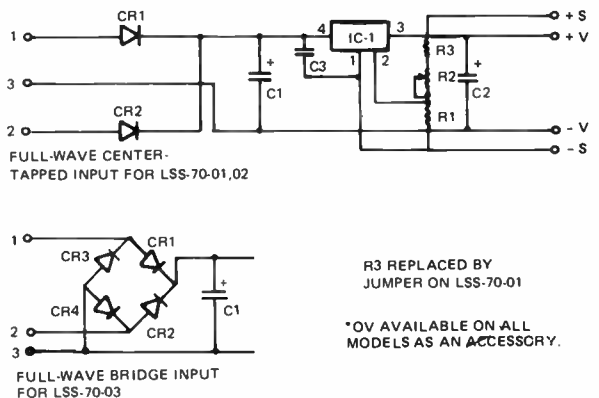 CR1
1
4
IC-1
3
+ S
+ V
+
C1
C3
1
2
R3
R2
R1
+
C2
3
CR2
2
- V
- S
FULL-WAVE CENTER-
TAPPED INPUT FOR LSS-70-01,02
1
CR3
CR1
CR4
CR2
+
C1
2
3
FULL-WAVE BRIDGE INPUT
FOR LSS-70-03
R3 REPLACED BY
JUMPER ON LSS-70-01
*OV AVAILABLE ON ALL
MODELS AS AN ACCESSORY.